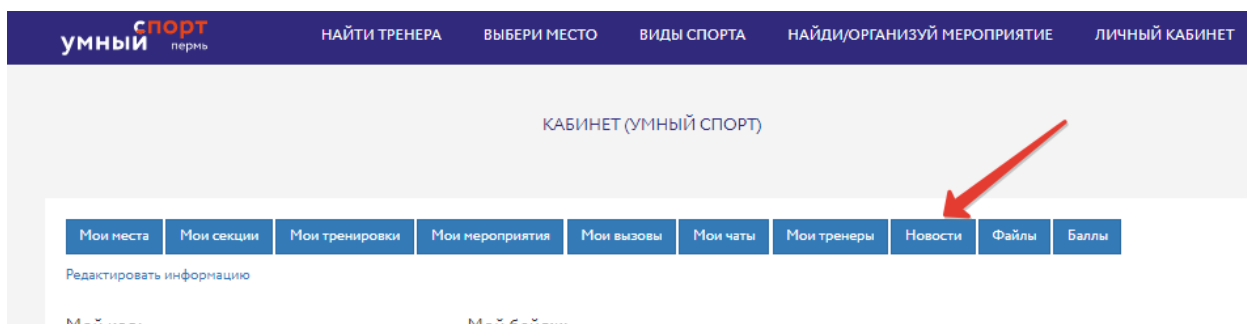 умный спорт пермь
НАЙТИ ТРЕНЕРА ВЫБЕРИ МЕСТО ВИДЫ СПОРТА НАЙДИ/ОРГАНИЗУЙ МЕРОПРИЯТИЕ ЛИЧНЫЙ КАБИНЕТ
КАБИНЕТ (УМНЫЙ СПОРТ)
Мои места Мои секции Мои тренировки Мои мероприятия Мои вызовы Мои чаты Мои тренеры Новости Файлы Баллы
Редактировать информацию